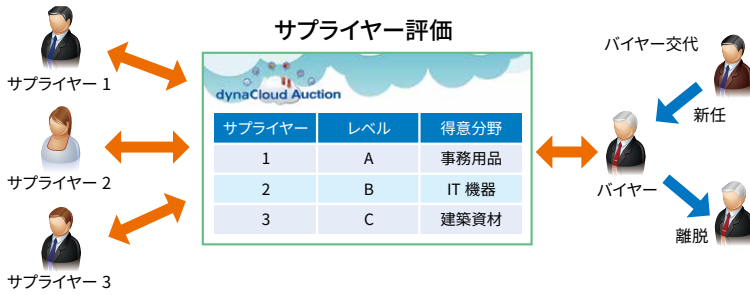 サプライヤー評価
サプライヤー 1
サプライヤー 2
サプライヤー 3
dynaCloud Auction
サプライヤー レベル 得意分野
1 A 事務用品
2 B IT 機器
3 C 建築資材
バイヤー交代
新任
バイヤー
離脱